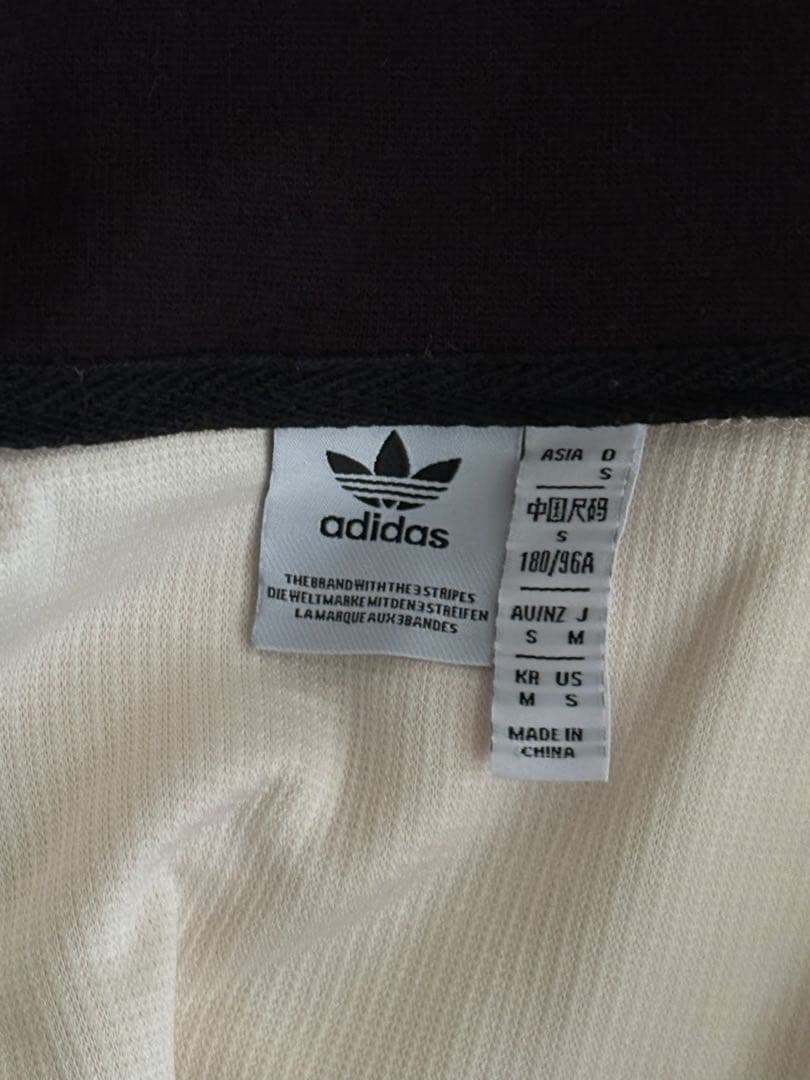 adidas
THE BRAND WITH THE 3 STRIPES
DIE WELTMARKE MIT DEN 3 STREIFEN
LA MARQUE AUX 3 BANDES
ASIA D
S
中国尺码
S
180/96A
AU/NZ J
S M
KR US
M S
MADE IN
CHINA